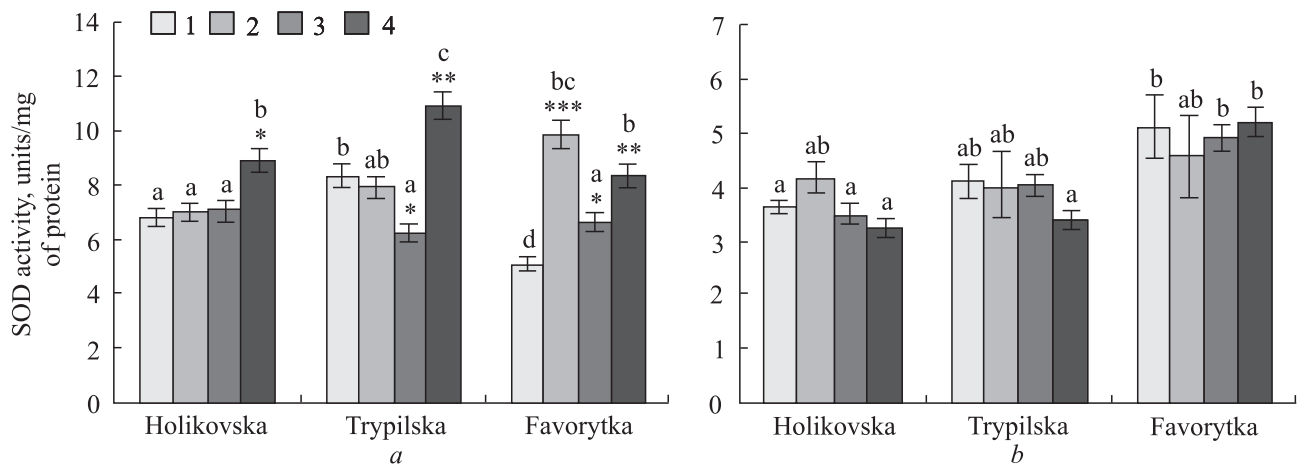 14
12
10
8
6
4
2
0
SOD activity, units/mg
of protein
1 2 3 4
a a a b
*
b ab a
*
c
**
d bc
***
a
*
b
**
Holikovska Trypilska Favorytka
a
7
6
5
4
3
2
1
0
a ab a a
ab ab ab a
b ab b b
Holikovska Trypilska Favorytka
b